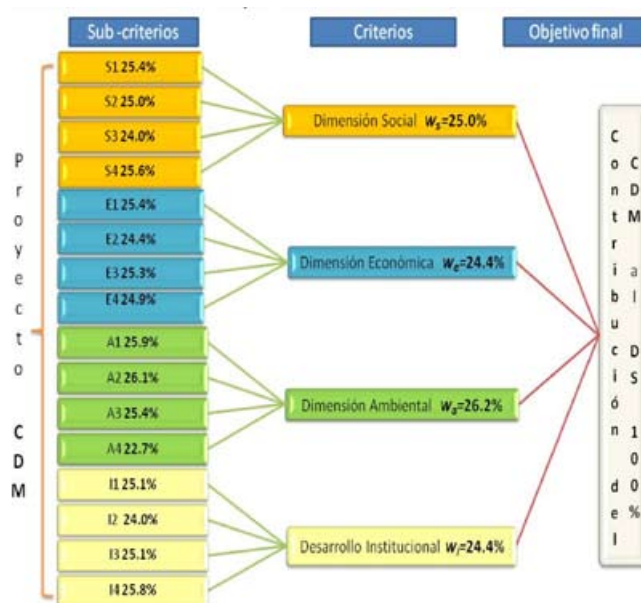 Sub-criterios
Criterios
Objetivo final
Proyecto CDM
S1 25.4%
S2 25.0%
S3 24.0%
S4 25.6%
E1 25.4%
E2 24.4%
E3 25.3%
E4 24.9%
A1 25.9%
A2 26.1%
A3 25.4%
A4 22.7%
I1 25.1%
I2 24.0%
I3 25.1%
I4 25.8%
Dimensión Social ws=25.0%
Dimensión Económica we=24.4%
Dimensión Ambiental wa=26.2%
Desarrollo Institucional wi=24.4%
Contribución del
CDM al DS 100%